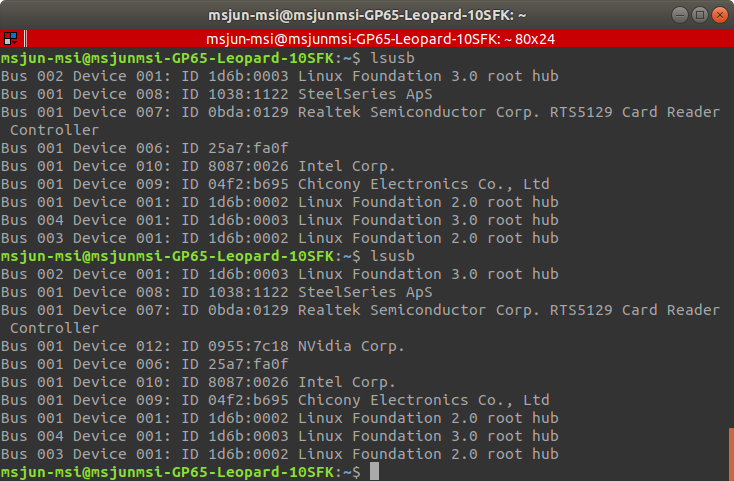 msjun-msi@msjunmsi-GP65-Leopard-10SFK: ~
msjun-msi@msjunmsi-GP65-Leopard-10SFK: ~ 80x24
msjun-msi@msjunmsi-GP65-Leopard-10SFK:~$ lsusb
Bus 002 Device 001: ID 1d6b:0003 Linux Foundation 3.0 root hub
Bus 001 Device 008: ID 1038:1122 SteelSeries ApS
Bus 001 Device 007: ID 0bda:0129 Realtek Semiconductor Corp. RTS5129 Card Reader
 Controller
Bus 001 Device 006: ID 25a7:fa0f
Bus 001 Device 010: ID 8087:0026 Intel Corp.
Bus 001 Device 009: ID 04f2:b695 Chicony Electronics Co., Ltd
Bus 001 Device 001: ID 1d6b:0002 Linux Foundation 2.0 root hub
Bus 004 Device 001: ID 1d6b:0003 Linux Foundation 3.0 root hub
Bus 003 Device 001: ID 1d6b:0002 Linux Foundation 2.0 root hub
msjun-msi@msjunmsi-GP65-Leopard-10SFK:~$ lsusb
Bus 002 Device 001: ID 1d6b:0003 Linux Foundation 3.0 root hub
Bus 001 Device 008: ID 1038:1122 SteelSeries ApS
Bus 001 Device 007: ID 0bda:0129 Realtek Semiconductor Corp. RTS5129 Card Reader
 Controller
Bus 001 Device 012: ID 0955:7c18 NVidia Corp.
Bus 001 Device 006: ID 25a7:fa0f
Bus 001 Device 010: ID 8087:0026 Intel Corp.
Bus 001 Device 009: ID 04f2:b695 Chicony Electronics Co., Ltd
Bus 001 Device 001: ID 1d6b:0002 Linux Foundation 2.0 root hub
Bus 004 Device 001: ID 1d6b:0003 Linux Foundation 3.0 root hub
Bus 003 Device 001: ID 1d6b:0002 Linux Foundation 2.0 root hub
msjun-msi@msjunmsi-GP65-Leopard-10SFK:~$